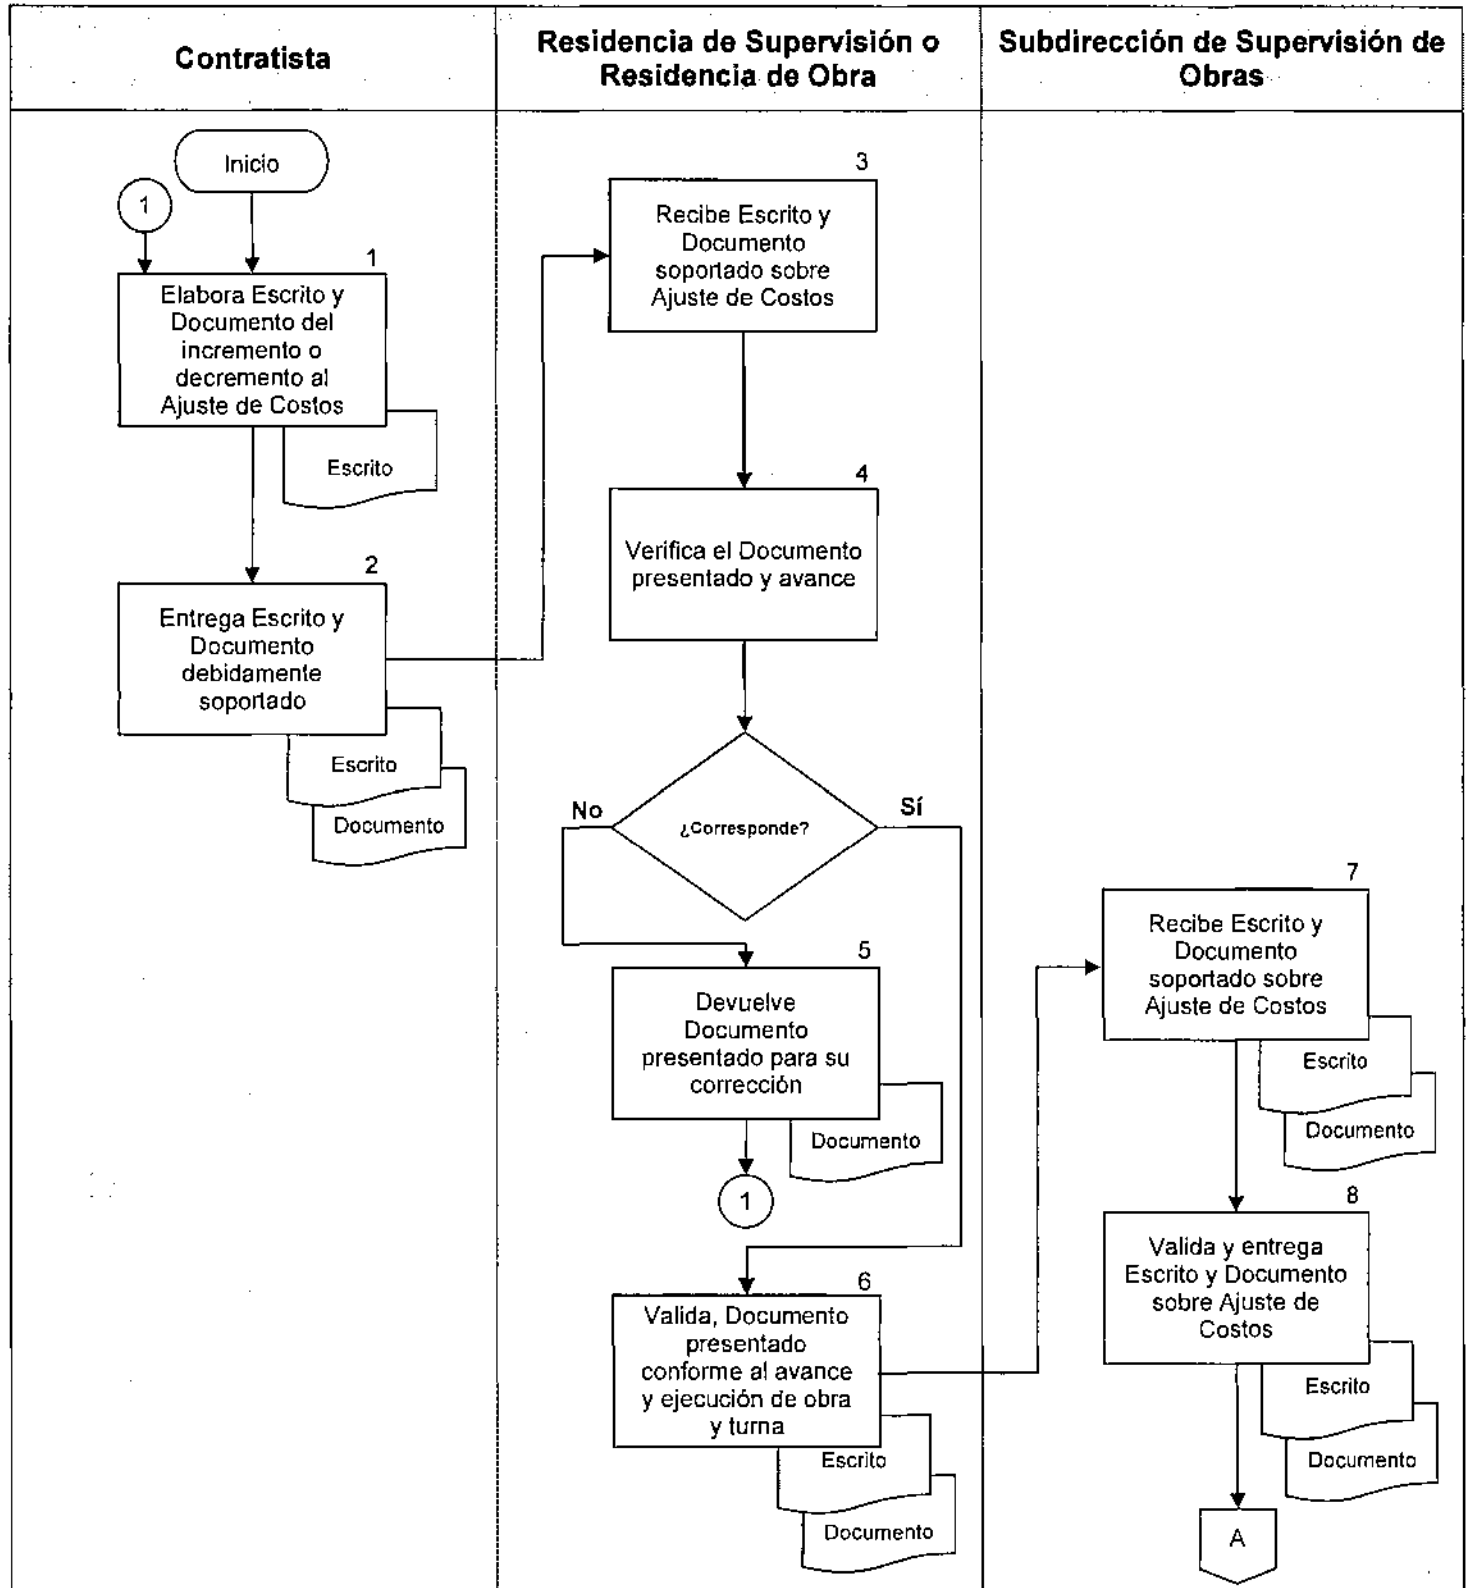 Contratista
Residencia de Supervisión o
Residencia de Obra
Subdirección de Supervisión de
Obras
Inicio
1
1
Elabora Escrito y
Documento del
incremento o
decremento al
Ajuste de Costos
Escrito
2
Entrega Escrito y
Documento
debidamente
soportado
Escrito
Documento
3
Recibe Escrito y
Documento
soportado sobre
Ajuste de Costos
4
Verifica el Documento
presentado y avance
¿Corresponde?
No
Sí
5
Devuelve
Documento
presentado para su
corrección
Documento
1
6
Valida, Documento
presentado
conforme al avance
y ejecución de obra
y turna
Escrito
Documento
7
Recibe Escrito y
Documento
soportado sobre
Ajuste de Costos
Escrito
Documento
8
Valida y entrega
Escrito y Documento
sobre Ajuste de
Costos
Escrito
Documento
A